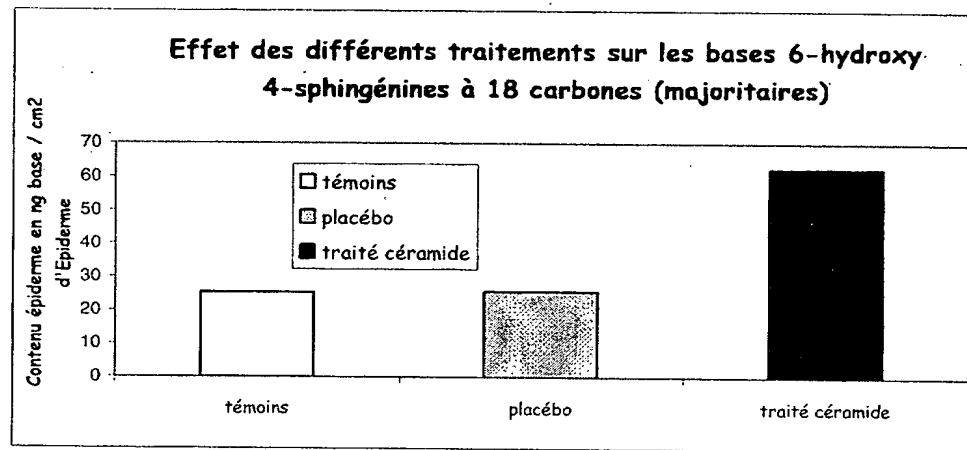 Effet des différents traitements sur les bases 6-hydroxy
4-sphingénines à 18 carbones (majoritaires)
Contenu épiderme en ng base / cm2
d'Epiderme
70
60
50
40
30
20
10
0
témoins
placébo
traité céramide
témoins
placébo
traité céramide